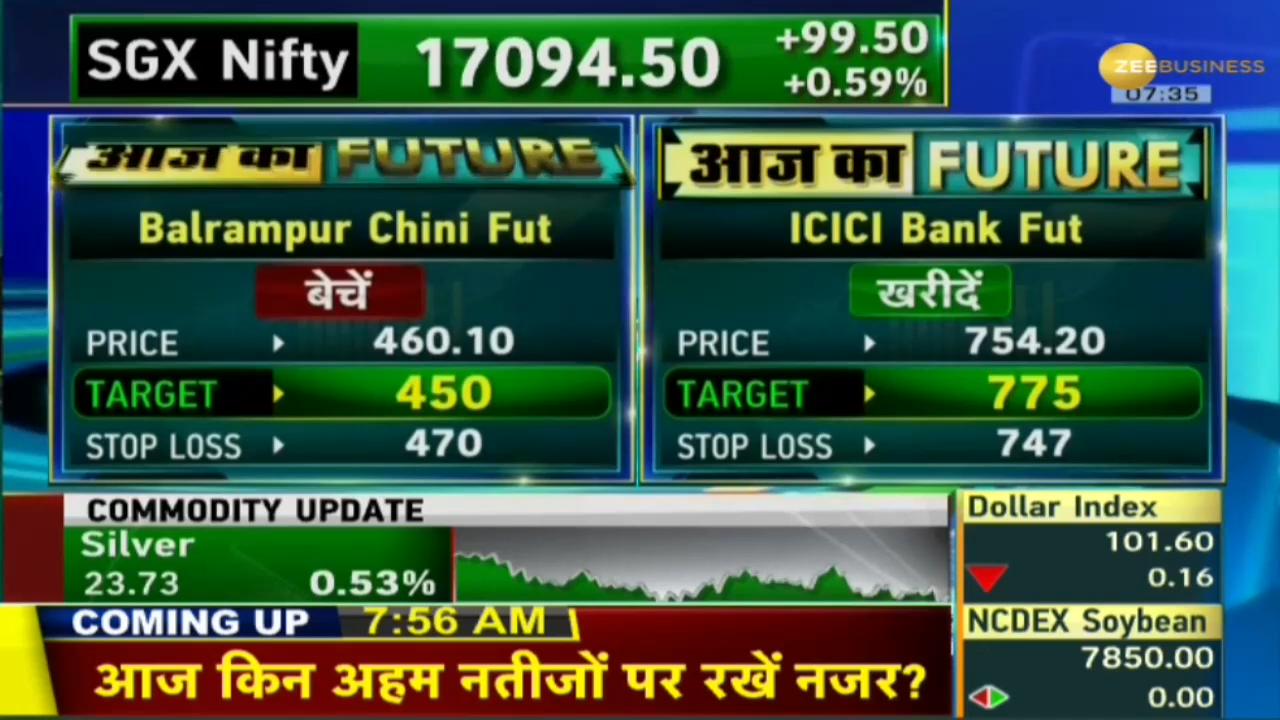 SGX Nifty 17094.50 +99.50
+0.59%
ZEEBUSINESS
07:35
आज का FUTURE
Balrampur Chini Fut
बेचें
PRICE 460.10
TARGET 450
STOP LOSS 470
आज का FUTURE
ICICI Bank Fut
खरीदें
PRICE 754.20
TARGET 775
STOP LOSS 747
COMMODITY UPDATE
Silver
23.73 0.53%
Dollar Index
101.60
0.16
NCDEX Soybean
7850.00
0.00
COMING UP 7:56 AM
आज किन अहम नतीजों पर रखें नजर?